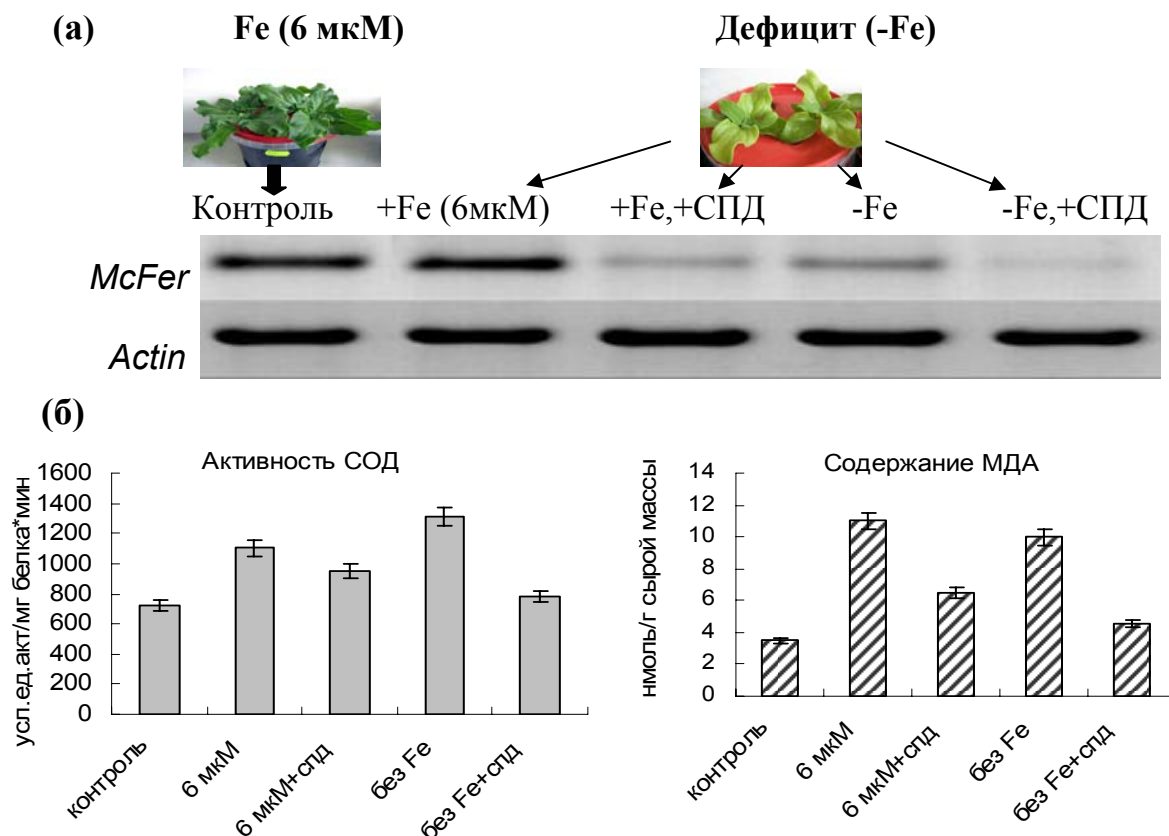 (а) Fe (6 мкМ) Дефицит (-Fe)
Контроль +Fe (6мкМ) +Fe,+СПД -Fe -Fe,+СПД
McFer
Actin
(б)
Активность СОД
усл.ед.акт/мг белка*мин
1600
1400
1200
1000
800
600
400
200
0
контроль
6 мкМ
6 мкМ+спд
без Fe
без Fe+спд
Содержание МДА
нмоль/г сырой массы
14
12
10
8
6
4
2
0
контроль
6 мкМ
6 мкМ+спд
без Fe
без Fe+спд